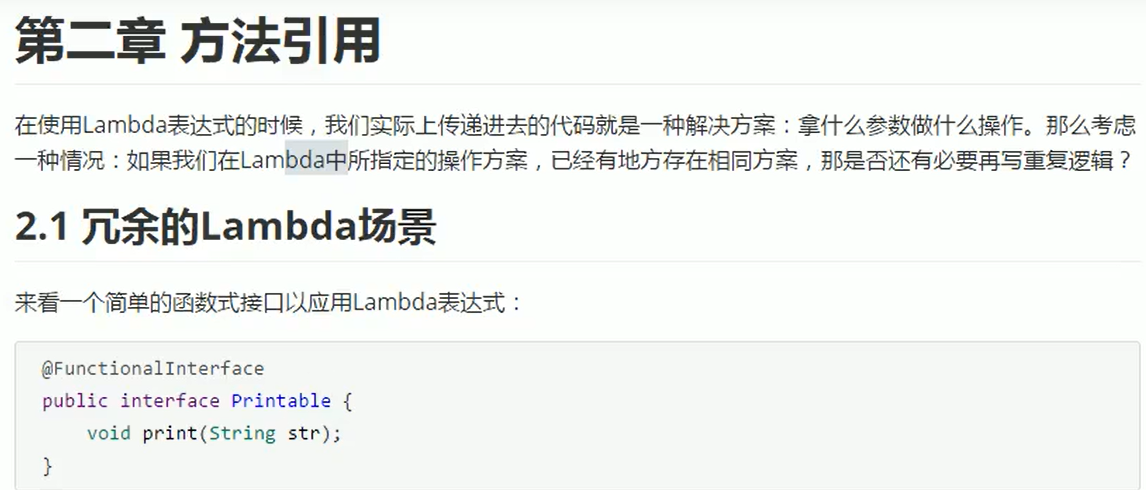 第二章 方法引用
在使用Lambda表达式的时候，我们实际上传递进去的代码就是一种解决方案：拿什么参数做什么操作。那么考虑
一种情况：如果我们在Lambda中所指定的操作方案，已经有地方存在相同方案，那是否还有必要再写重复逻辑？
2.1 冗余的Lambda场景
来看一个简单的函数式接口以应用Lambda表达式：
@FunctionalInterface
public interface Printable {
    void print(String str);
}